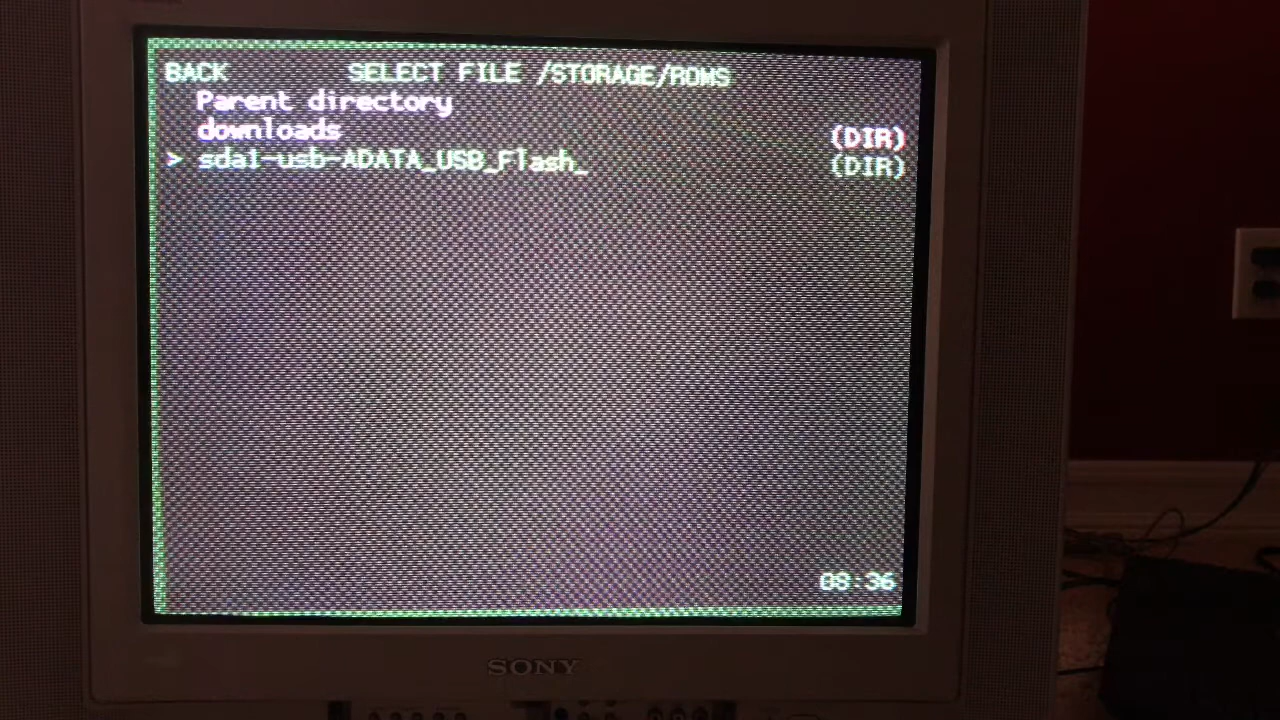 BACK SELECT FILE /STORAGE/ROMS
Parent directory
downloads (DIR)
> sda1-usb-ADATA_USB_Flash_ (DIR)
08:36
SONY